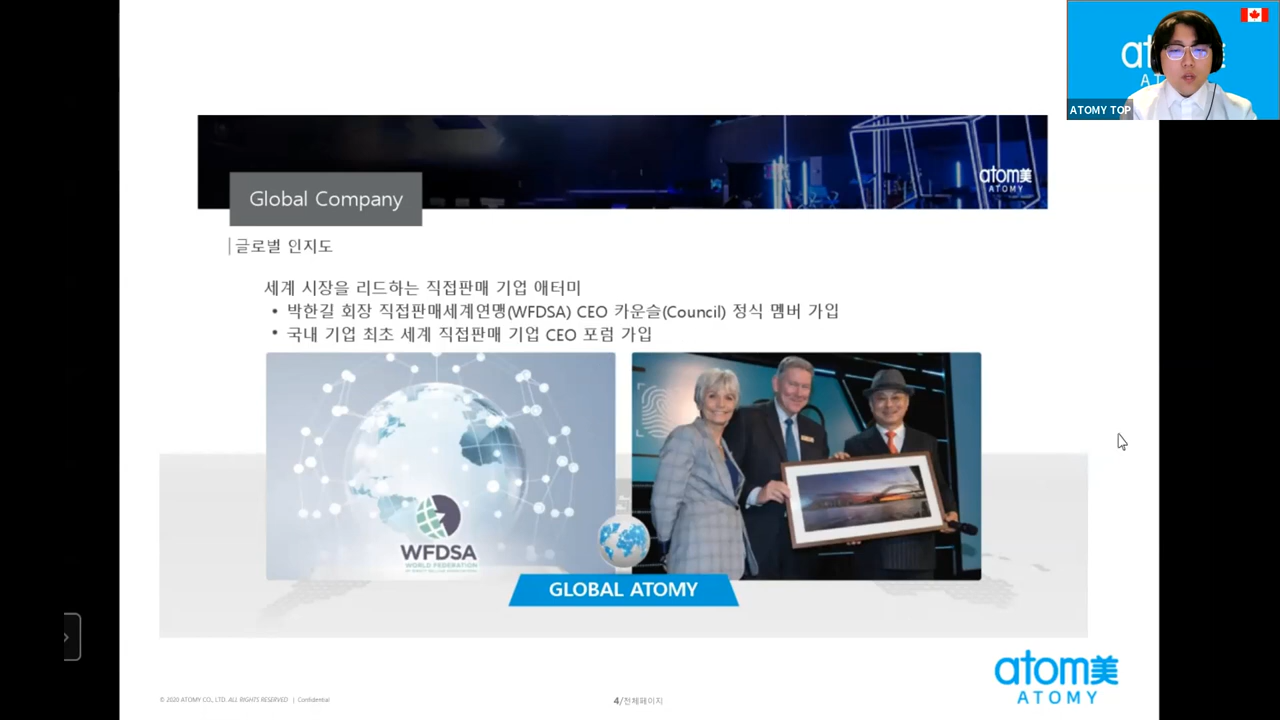 atom美
ATOMY
ATOMY TOP
atom美
ATOMY
Global Company
글로벌 인지도
세계 시장을 리드하는 직접판매 기업 애터미
• 박한길 회장 직접판매세계연맹(WFDSA) CEO 카운슬(Council) 정식 멤버 가입
• 국내 기업 최초 세계 직접판매 기업 CEO 포럼 가입
WFDSA
WORLD FEDERATION
GLOBAL ATOMY
atom美
ATOMY
© 2020 ATOMY CO., LTD. ALL RIGHTS RESERVED | Confidential
4/전체페이지